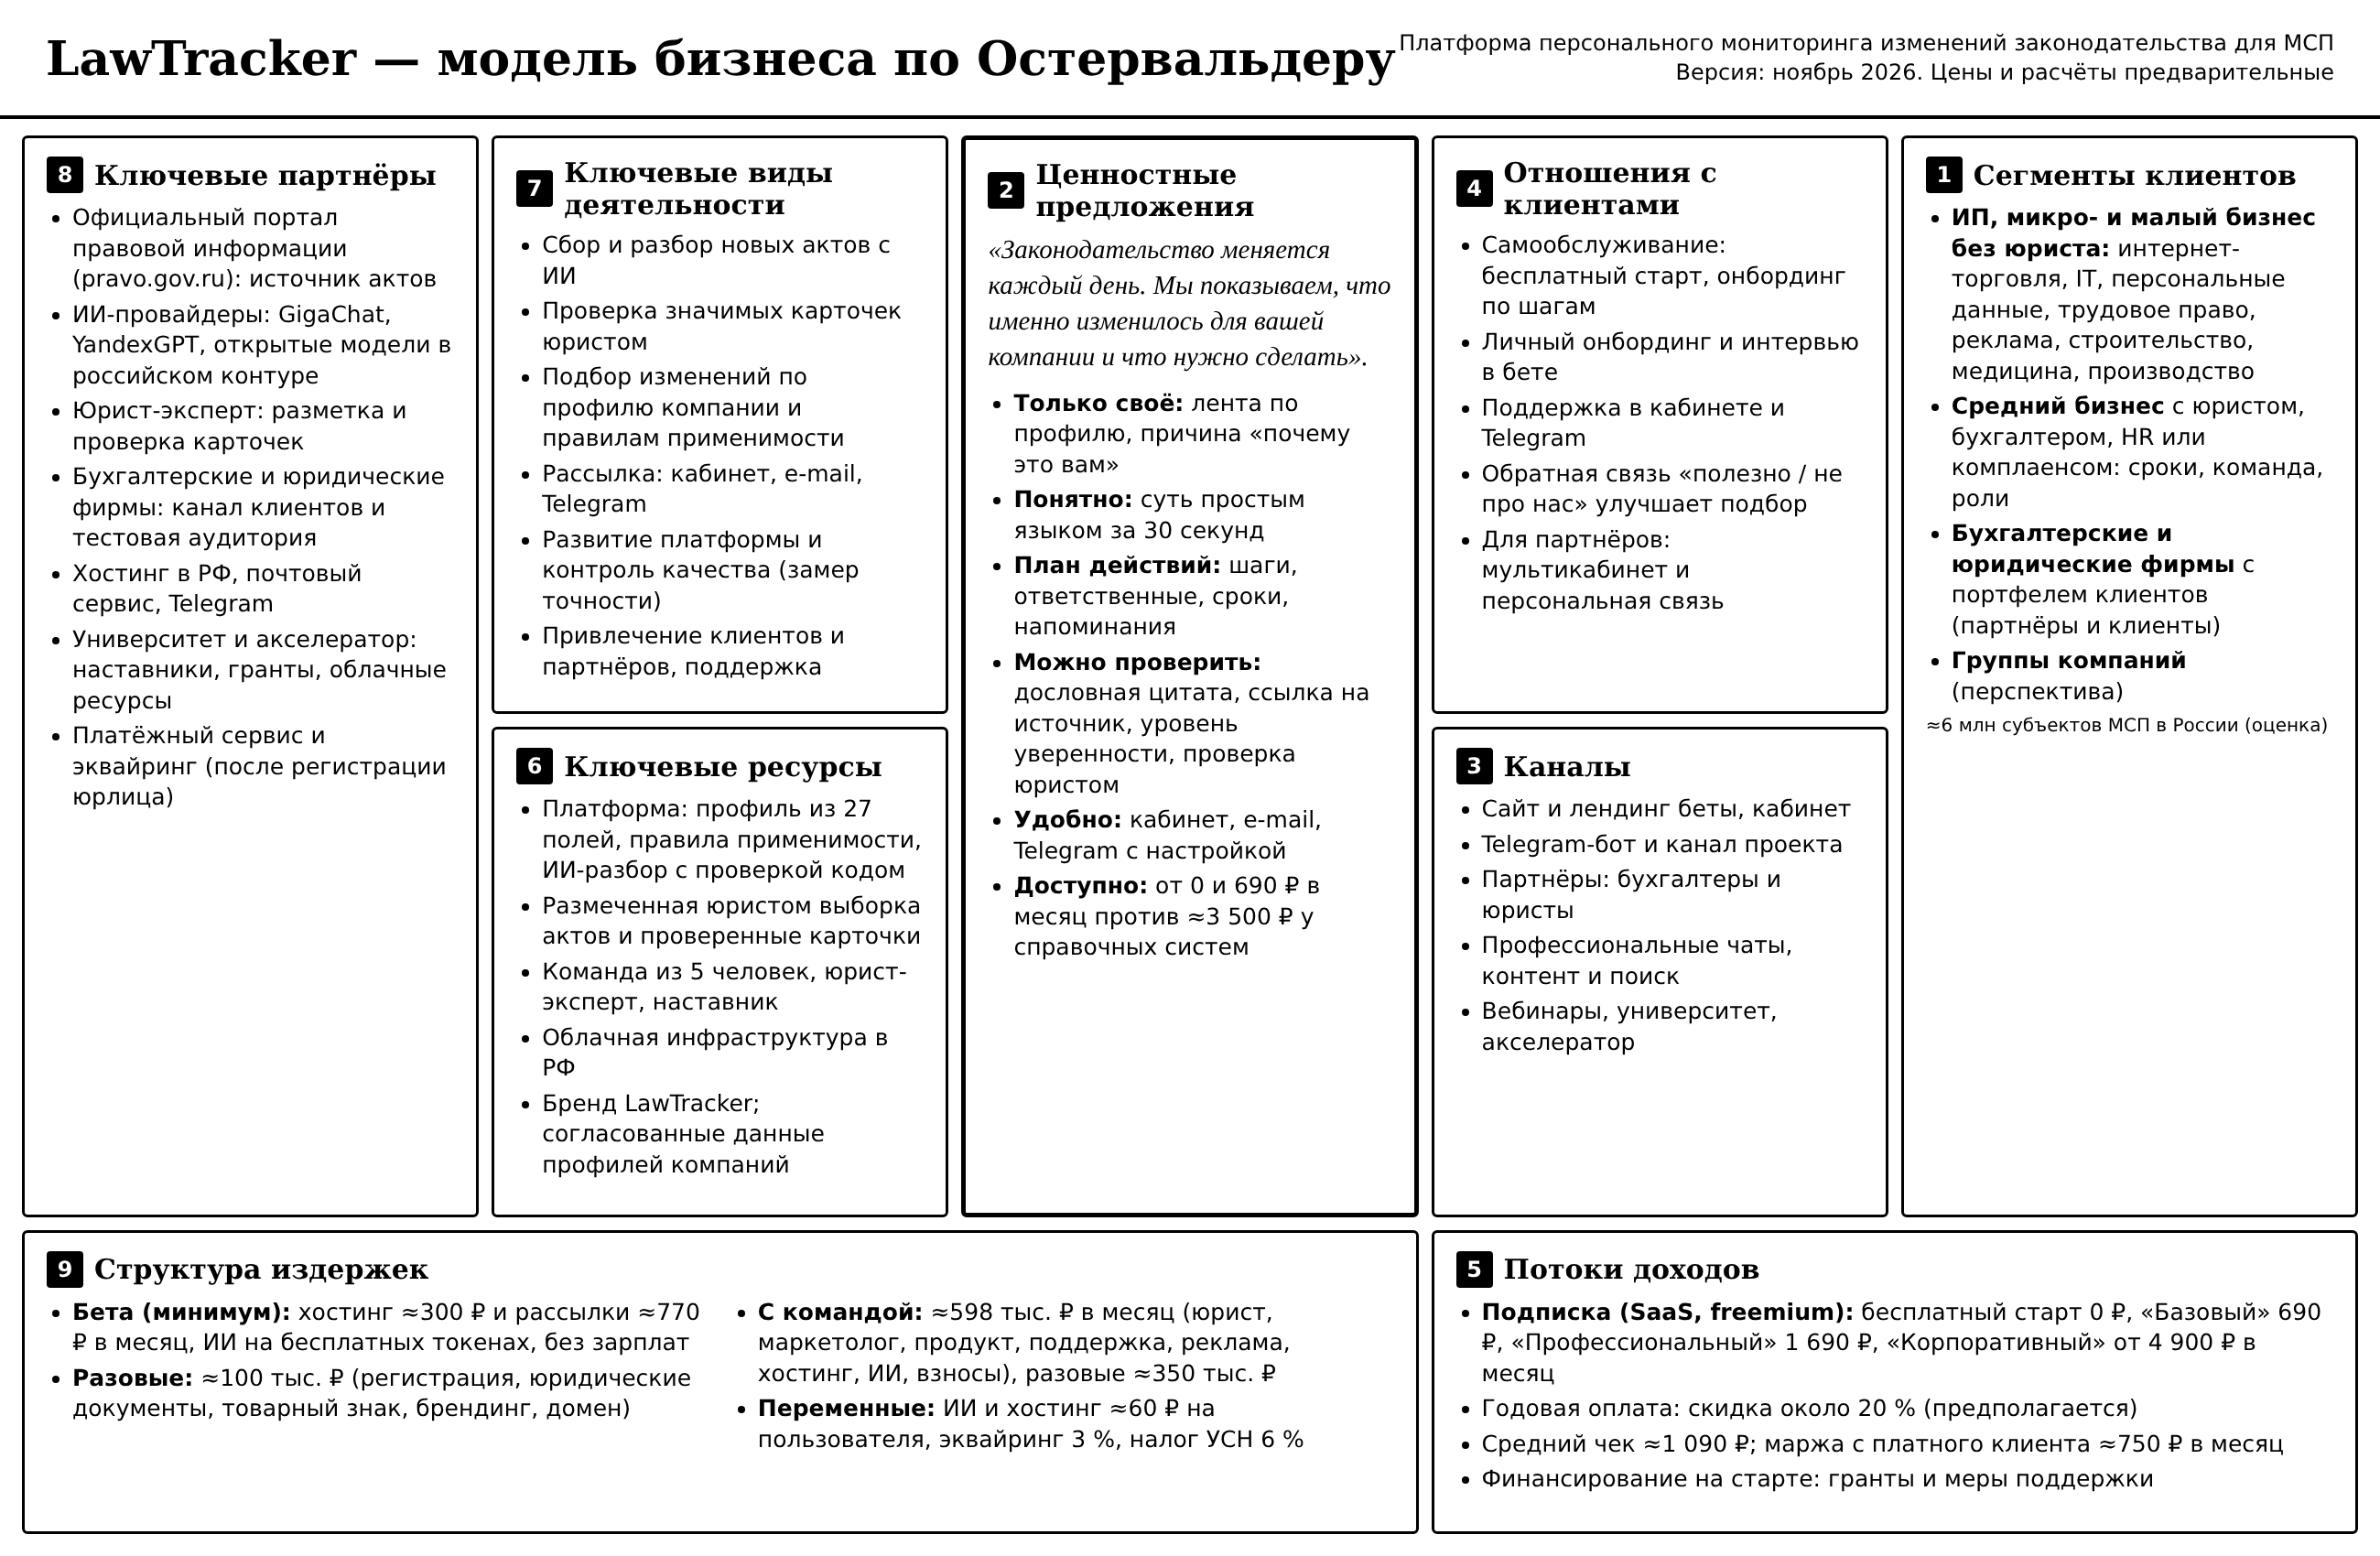 LawTracker — модель бизнеса по Остервальдеру
Платформа персонального мониторинга изменений законодательства для МСП
Версия: ноябрь 2026. Цены и расчёты предварительные
8 Ключевые партнёры
• Официальный портал
правовой информации
(pravo.gov.ru): источник актов
• ИИ-провайдеры: GigaChat,
YandexGPT, открытые модели в
российском контуре
• Юрист-эксперт: разметка и
проверка карточек
• Бухгалтерские и юридические
фирмы: канал клиентов и
тестовая аудитория
• Хостинг в РФ, почтовый
сервис, Telegram
• Университет и акселератор:
наставники, гранты, облачные
ресурсы
• Платёжный сервис и
эквайринг (после регистрации
юрлица)
7 Ключевые виды
деятельности
• Сбор и разбор новых актов с
ИИ
• Проверка значимых карточек
юристом
• Подбор изменений по
профилю компании и
правилам применимости
• Рассылка: кабинет, e-mail,
Telegram
• Развитие платформы и
контроль качества (замер
точности)
• Привлечение клиентов и
партнёров, поддержка
6 Ключевые ресурсы
• Платформа: профиль из 27
полей, правила применимости,
ИИ-разбор с проверкой кодом
• Размеченная юристом выборка
актов и проверенные карточки
• Команда из 5 человек, юрист-
эксперт, наставник
• Облачная инфраструктура в
РФ
• Бренд LawTracker;
согласованные данные
профилей компаний
2 Ценностные
предложения
«Законодательство меняется
каждый день. Мы показываем, что
именно изменилось для вашей
компании и что нужно сделать».
• Только своё: лента по
профилю, причина «почему
это вам»
• Понятно: суть простым
языком за 30 секунд
• План действий: шаги,
ответственные, сроки,
напоминания
• Можно проверить:
дословная цитата, ссылка на
источник, уровень
уверенности, проверка
юристом
• Удобно: кабинет, e-mail,
Telegram с настройкой
• Доступно: от 0 и 690 ₽ в
месяц против ≈3 500 ₽ у
справочных систем
4 Отношения с
клиентами
• Самообслуживание:
бесплатный старт, онбординг
по шагам
• Личный онбординг и интервью
в бете
• Поддержка в кабинете и
Telegram
• Обратная связь «полезно / не
про нас» улучшает подбор
• Для партнёров:
мультикабинет и
персональная связь
3 Каналы
• Сайт и лендинг беты, кабинет
• Telegram-бот и канал проекта
• Партнёры: бухгалтеры и
юристы
• Профессиональные чаты,
контент и поиск
• Вебинары, университет,
акселератор
1 Сегменты клиентов
• ИП, микро- и малый бизнес
без юриста: интернет-
торговля, IT, персональные
данные, трудовое право,
реклама, строительство,
медицина, производство
• Средний бизнес с юристом,
бухгалтером, HR или
комплаенсом: сроки, команда,
роли
• Бухгалтерские и
юридические фирмы с
портфелем клиентов
(партнёры и клиенты)
• Группы компаний
(перспектива)
≈6 млн субъектов МСП в России (оценка)
9 Структура издержек
• Бета (минимум): хостинг ≈300 ₽ и рассылки ≈770
₽ в месяц, ИИ на бесплатных токенах, без зарплат
• Разовые: ≈100 тыс. ₽ (регистрация, юридические
документы, товарный знак, брендинг, домен)
• С командой: ≈598 тыс. ₽ в месяц (юрист,
маркетолог, продукт, поддержка, реклама,
хостинг, ИИ, взносы), разовые ≈350 тыс. ₽
• Переменные: ИИ и хостинг ≈60 ₽ на
пользователя, эквайринг 3 %, налог УСН 6 %
5 Потоки доходов
• Подписка (SaaS, freemium): бесплатный старт 0 ₽, «Базовый» 690
₽, «Профессиональный» 1 690 ₽, «Корпоративный» от 4 900 ₽ в
месяц
• Годовая оплата: скидка около 20 % (предполагается)
• Средний чек ≈1 090 ₽; маржа с платного клиента ≈750 ₽ в месяц
• Финансирование на старте: гранты и меры поддержки